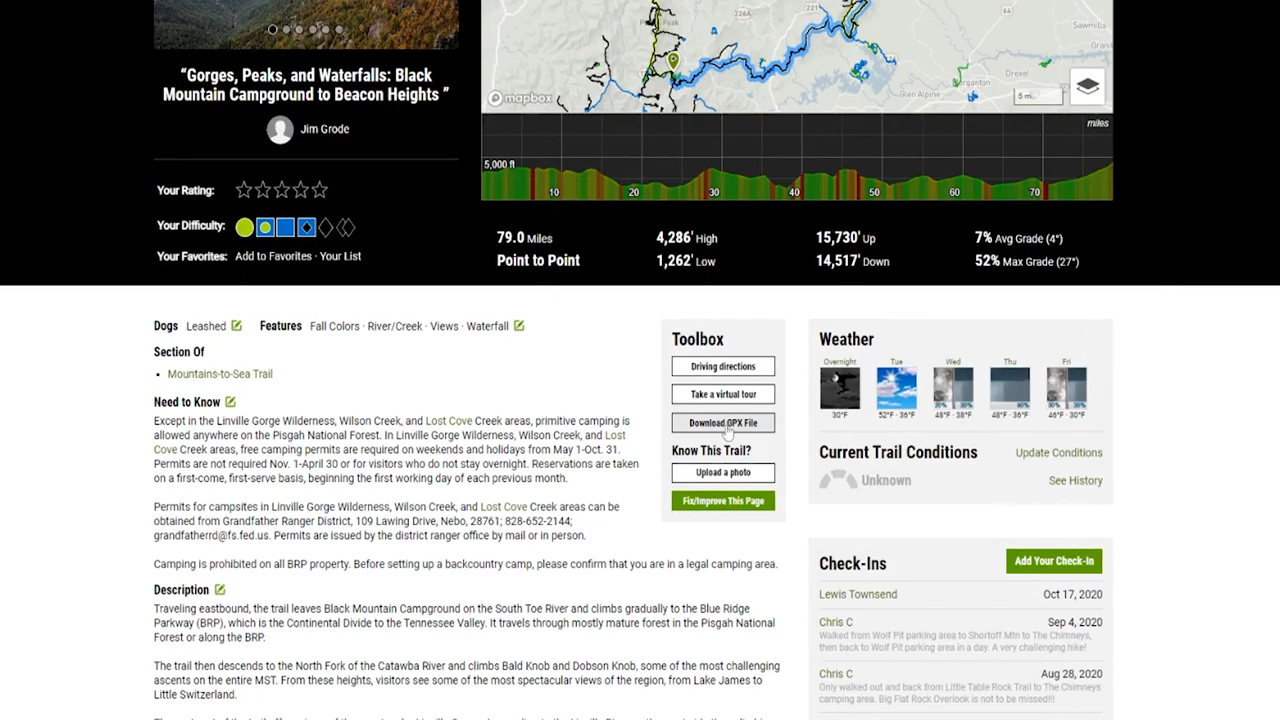 226A
221
64
Sawmills
Drexel
Morganton
Glen Alpine
mapbox
5 m
“Gorges, Peaks, and Waterfalls: Black
Mountain Campground to Beacon Heights ”
Jim Grode
miles
5,000 ft
10 20 30 40 50 60 70
Your Rating:
Your Difficulty:
Your Favorites: Add to Favorites · Your List
79.0 Miles 4,286' High 15,730' Up 7% Avg Grade (4°)
Point to Point 1,262' Low 14,517' Down 52% Max Grade (27°)
Dogs Leashed Features Fall Colors · River/Creek · Views · Waterfall
Section Of
• Mountains-to-Sea Trail
Need to Know
Except in the Linville Gorge Wilderness, Wilson Creek, and Lost Cove Creek areas, primitive camping is
allowed anywhere on the Pisgah National Forest. In Linville Gorge Wilderness, Wilson Creek, and Lost
Cove Creek areas, free camping permits are required on weekends and holidays from May 1-Oct. 31.
Permits are not required Nov. 1-April 30 or for visitors who do not stay overnight. Reservations are taken
on a first-come, first-serve basis, beginning the first working day of each previous month.
Permits for campsites in Linville Gorge Wilderness, Wilson Creek, and Lost Cove Creek areas can be
obtained from Grandfather Ranger District, 109 Lawing Drive, Nebo, 28761; 828-652-2144;
grandfatherrd@fs.fed.us. Permits are issued by the district ranger office by mail or in person.
Camping is prohibited on all BRP property. Before setting up a backcountry camp, please confirm that you are in a legal camping area.
Description
Traveling eastbound, the trail leaves Black Mountain Campground on the South Toe River and climbs gradually to the Blue Ridge
Parkway (BRP), which is the Continental Divide to the Tennessee Valley. It travels through mostly mature forest in the Pisgah National
Forest or along the BRP.
The trail then descends to the North Fork of the Catawba River and climbs Bald Knob and Dobson Knob, some of the most challenging
ascents on the entire MST. From these heights, visitors see some of the most spectacular views of the region, from Lake James to
Little Switzerland.
Toolbox
Driving directions
Take a virtual tour
Download GPX File
Know This Trail?
Upload a photo
Fix/Improve This Page
Weather
Overnight Tue Wed Thu Fri
20% 30% 80% 30% 30%
30°F 52°F · 36°F 48°F · 38°F 48°F · 36°F 46°F · 30°F
Current Trail Conditions Update Conditions
Unknown See History
Check-Ins Add Your Check-In
Lewis Townsend Oct 17, 2020
Chris C Sep 4, 2020
Walked from Wolf Pit parking area to Shortoff Mtn to The Chimneys,
then back to Wolf Pit parking area in a day. A very challenging hike!
Chris C Aug 28, 2020
Only walked out and back from Little Table Rock Trail to The Chimneys
camping area. Big Flat Rock Overlook is not to be missed!!!